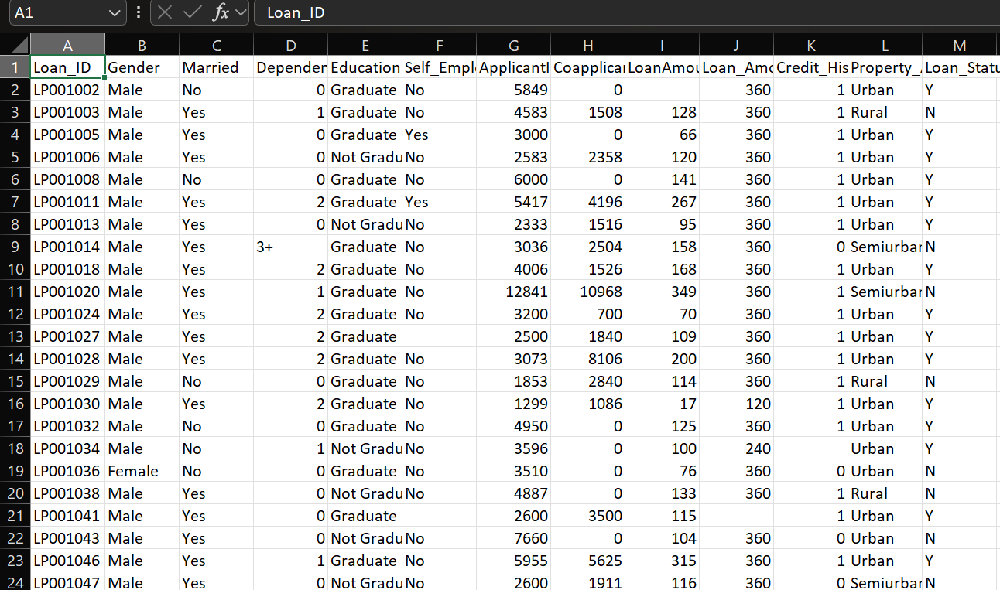 A1 fx Loan_ID
A B C D E F G H I J K L M
1 Loan_ID Gender Married Dependen Education Self_Empl ApplicantI Coapplica LoanAmou Loan_Amo Credit_His Property_A Loan_Statu
2 LP001002 Male No 0 Graduate No 5849 0 360 1 Urban Y
3 LP001003 Male Yes 1 Graduate No 4583 1508 128 360 1 Rural N
4 LP001005 Male Yes 0 Graduate Yes 3000 0 66 360 1 Urban Y
5 LP001006 Male Yes 0 Not Gradu No 2583 2358 120 360 1 Urban Y
6 LP001008 Male No 0 Graduate No 6000 0 141 360 1 Urban Y
7 LP001011 Male Yes 2 Graduate Yes 5417 4196 267 360 1 Urban Y
8 LP001013 Male Yes 0 Not Gradu No 2333 1516 95 360 1 Urban Y
9 LP001014 Male Yes 3+ Graduate No 3036 2504 158 360 0 Semiurban N
10 LP001018 Male Yes 2 Graduate No 4006 1526 168 360 1 Urban Y
11 LP001020 Male Yes 1 Graduate No 12841 10968 349 360 1 Semiurban N
12 LP001024 Male Yes 2 Graduate No 3200 700 70 360 1 Urban Y
13 LP001027 Male Yes 2 Graduate 2500 1840 109 360 1 Urban Y
14 LP001028 Male Yes 2 Graduate No 3073 8106 200 360 1 Urban Y
15 LP001029 Male No 0 Graduate No 1853 2840 114 360 1 Rural N
16 LP001030 Male Yes 2 Graduate No 1299 1086 17 120 1 Urban Y
17 LP001032 Male No 0 Graduate No 4950 0 125 360 1 Urban Y
18 LP001034 Male No 1 Not Gradu No 3596 0 100 240 Urban Y
19 LP001036 Female No 0 Graduate No 3510 0 76 360 0 Urban N
20 LP001038 Male Yes 0 Not Gradu No 4887 0 133 360 1 Rural N
21 LP001041 Male Yes 0 Graduate 2600 3500 115 1 Urban Y
22 LP001043 Male Yes 0 Not Gradu No 7660 0 104 360 0 Urban N
23 LP001046 Male Yes 1 Graduate No 5955 5625 315 360 1 Urban Y
24 LP001047 Male Yes 0 Not Gradu No 2600 1911 116 360 0 Semiurban N